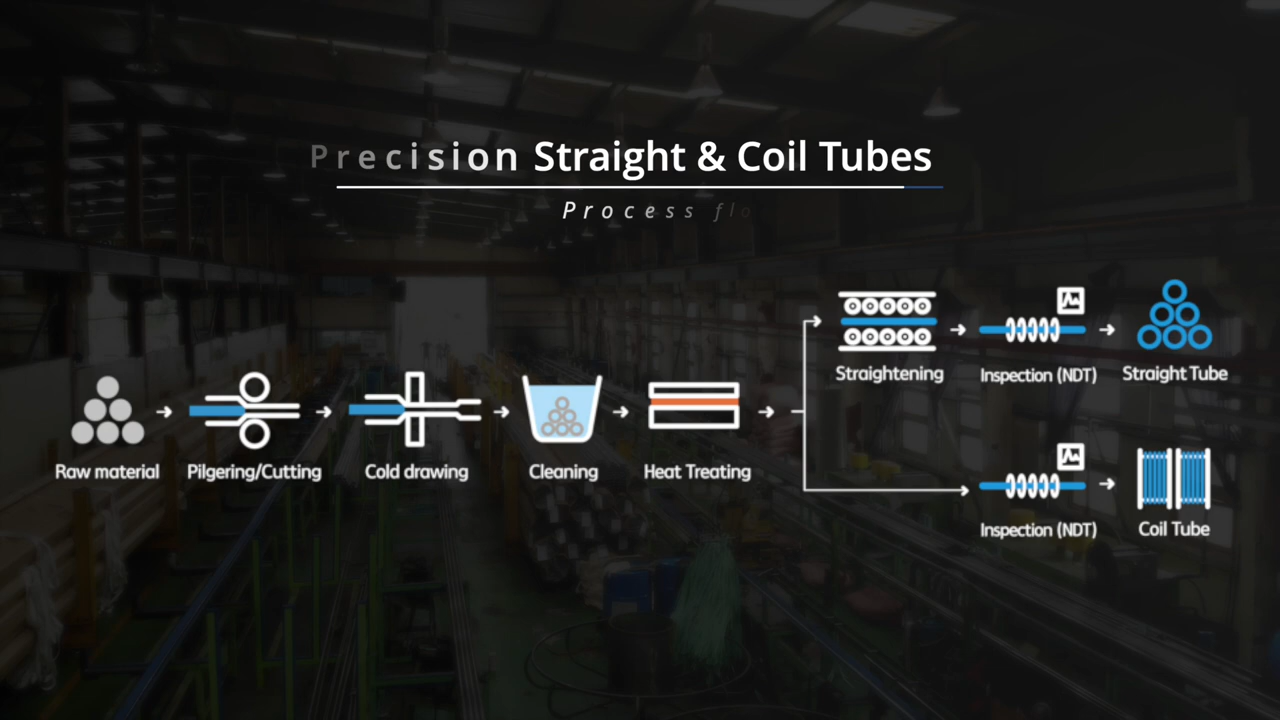 Precision Straight & Coil Tubes
Process flo
Raw material
Pilgering/Cutting
Cold drawing
Cleaning
Heat Treating
Straightening
Inspection (NDT)
Straight Tube
Inspection (NDT)
Coil Tube